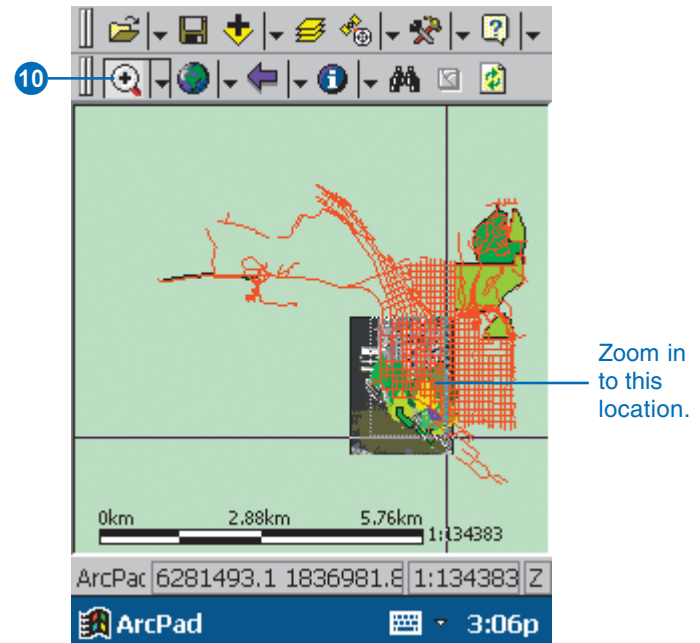 10
Zoom in
to this
location.
0km 2.88km 5.76km
1:134383
ArcPac 6281493.1 1836981.8 1:134383 Z
ArcPad 3:06p